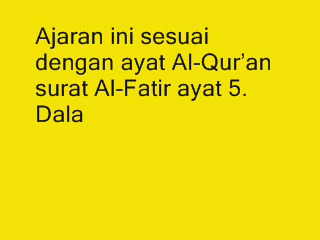 Ajaran ini sesuai
dengan ayat Al-Qur’an
surat Al-Fatir ayat 5.
Dala